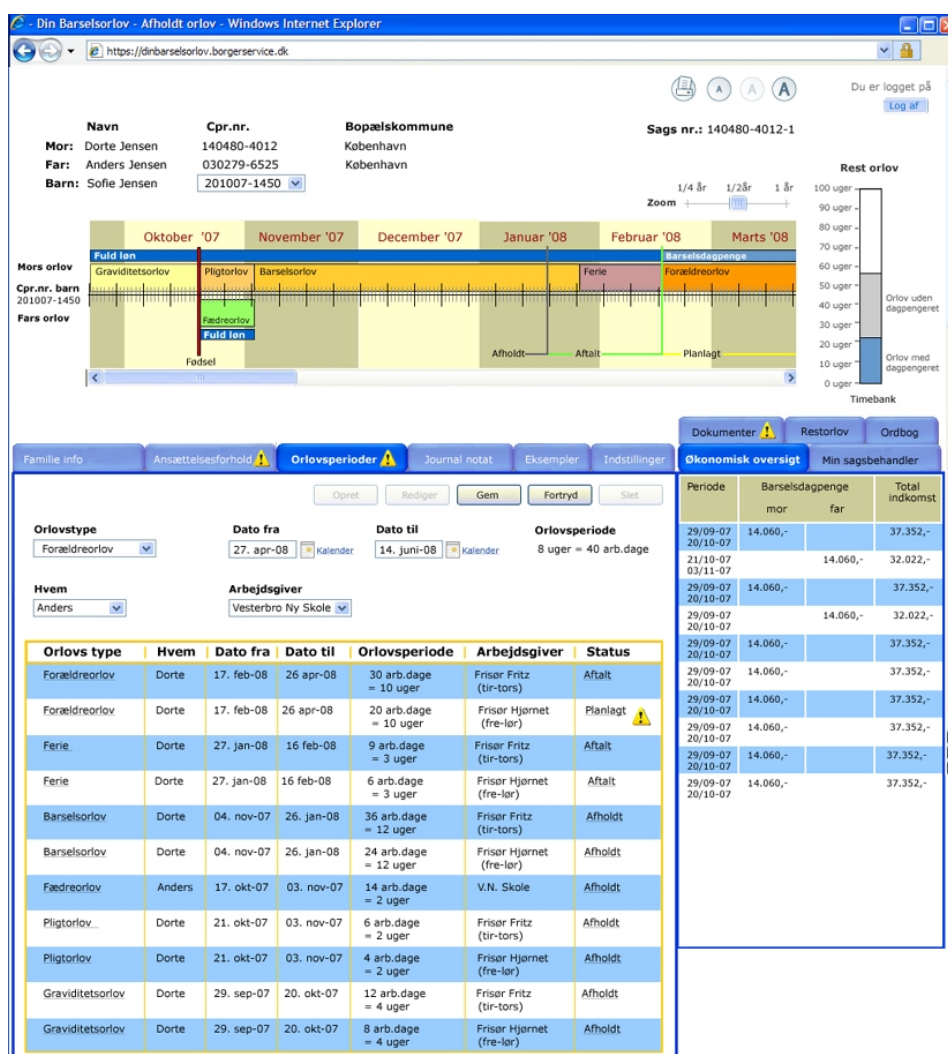 - Din Barselsorlov - Afholdt orlov - Windows Internet Explorer
https://dinbarselsorlov.borgerservice.dk
A A A
Du er logget på
Log af
Navn Cpr.nr. Bopælskommune
Sags nr.: 140480-4012-1
Mor: Dorte Jensen 140480-4012 København
Far: Anders Jensen 030279-6525 København
Barn: Sofie Jensen 201007-1450
Rest orlov
1/4 år 1/2år 1 år
Zoom
100 uger
90 uger
80 uger
70 uger
60 uger
50 uger
40 uger
30 uger
20 uger
10 uger
0 uger
Orlov uden dagpengeret
Orlov med dagpengeret
Timebank
Oktober '07 November '07 December '07 Januar '08 Februar '08 Marts '08
Fuld løn Barselsdagpenge
Mors orlov Graviditetsorlov Pligtorlov Barselsorlov Ferie Forældreorlov
Cpr.nr. barn
201007-1450
Fars orlov Fædreorlov
Fuld løn
Fødsel
Afholdt Aftalt Planlagt
Dokumenter Restorlov Ordbog
Familie info Ansættelsesforhold Orlovsperioder Journal notat Eksempler Indstillinger
Økonomisk oversigt Min sagsbehandler
Opret Rediger Gem Fortryd Slet
Orlovstype Dato fra Dato til Orlovsperiode
Forældreorlov 27. apr-08 Kalender 14. juni-08 Kalender 8 uger = 40 arb.dage
Hvem Arbejdsgiver
Anders Vesterbro Ny Skole
Orlovs type Hvem Dato fra Dato til Orlovsperiode Arbejdsgiver Status
Forældreorlov Dorte 17. feb-08 26 apr-08 30 arb.dage Frisør Fritz Aftalt
= 10 uger (tir-tors)
Forældreorlov Dorte 17. feb-08 26 apr-08 20 arb.dage Frisør Hjørnet Planlagt
= 10 uger (fre-lør)
Ferie Dorte 27. jan-08 16 feb-08 9 arb.dage Frisør Fritz Aftalt
= 3 uger (tir-tors)
Ferie Dorte 27. jan-08 16 feb-08 6 arb.dage Frisør Hjørnet Aftalt
= 3 uger (fre-lør)
Barselsorlov Dorte 04. nov-07 26. jan-08 36 arb.dage Frisør Fritz Afholdt
= 12 uger (tir-tors)
Barselsorlov Dorte 04. nov-07 26. jan-08 24 arb.dage Frisør Hjørnet Afholdt
= 12 uger (fre-lør)
Fædreorlov Anders 17. okt-07 03. nov-07 14 arb.dage V.N. Skole Afholdt
= 2 uger
Pligtorlov Dorte 21. okt-07 03. nov-07 6 arb.dage Frisør Fritz Afholdt
= 2 uger (tir-tors)
Pligtorlov Dorte 21. okt-07 03. nov-07 4 arb.dage Frisør Hjørnet Afholdt
= 2 uger (fre-lør)
Graviditetsorlov Dorte 29. sep-07 20. okt-07 12 arb.dage Frisør Fritz Afholdt
= 4 uger (tir-tors)
Graviditetsorlov Dorte 29. sep-07 20. okt-07 8 arb.dage Frisør Hjørnet Afholdt
= 4 uger (fre-lør)
Periode Barselsdagpenge Total
mor far indkomst
29/09-07 14.060,- 37.352,-
20/10-07
21/10-07 14.060,- 32.022,-
03/11-07
29/09-07 14.060,- 37.352,-
20/10-07
29/09-07 14.060,- 32.022,-
20/10-07
29/09-07 14.060,- 37.352,-
20/10-07
29/09-07 14.060,- 37.352,-
20/10-07
29/09-07 14.060,- 37.352,-
20/10-07
29/09-07 14.060,- 37.352,-
20/10-07
29/09-07 14.060,- 37.352,-
20/10-07
29/09-07 14.060,- 37.352,-
20/10-07